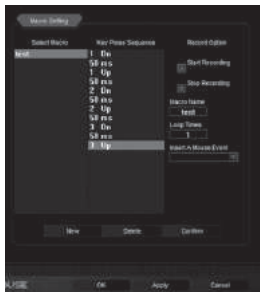 Macro Setting
Select Macro
Key Press Sequence
Record Option
test
1 Dn
50 ms
1 Up
50 ms
2 Dn
50 ms
2 Up
50 ms
3 Dn
50 ms
3 Up
Start Recording
Stop Recording
Macro Name
test
Loop Times
1
Insert A Mouse Event
New
Delete
Confirm
OK
Apply
Cancel